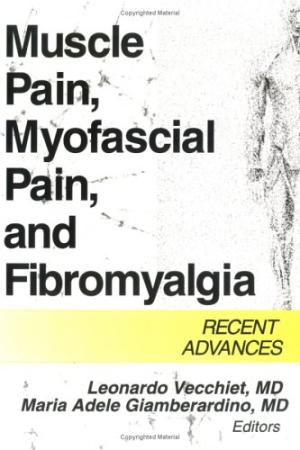 Copyrighted Material
Muscle
Pain,
Myofascial
Pain,
and
Fibromyalgia
RECENT
ADVANCES
Leonardo Vecchiet, MD
Maria Adele Giamberardino, MD
Editors
Copyrighted Material